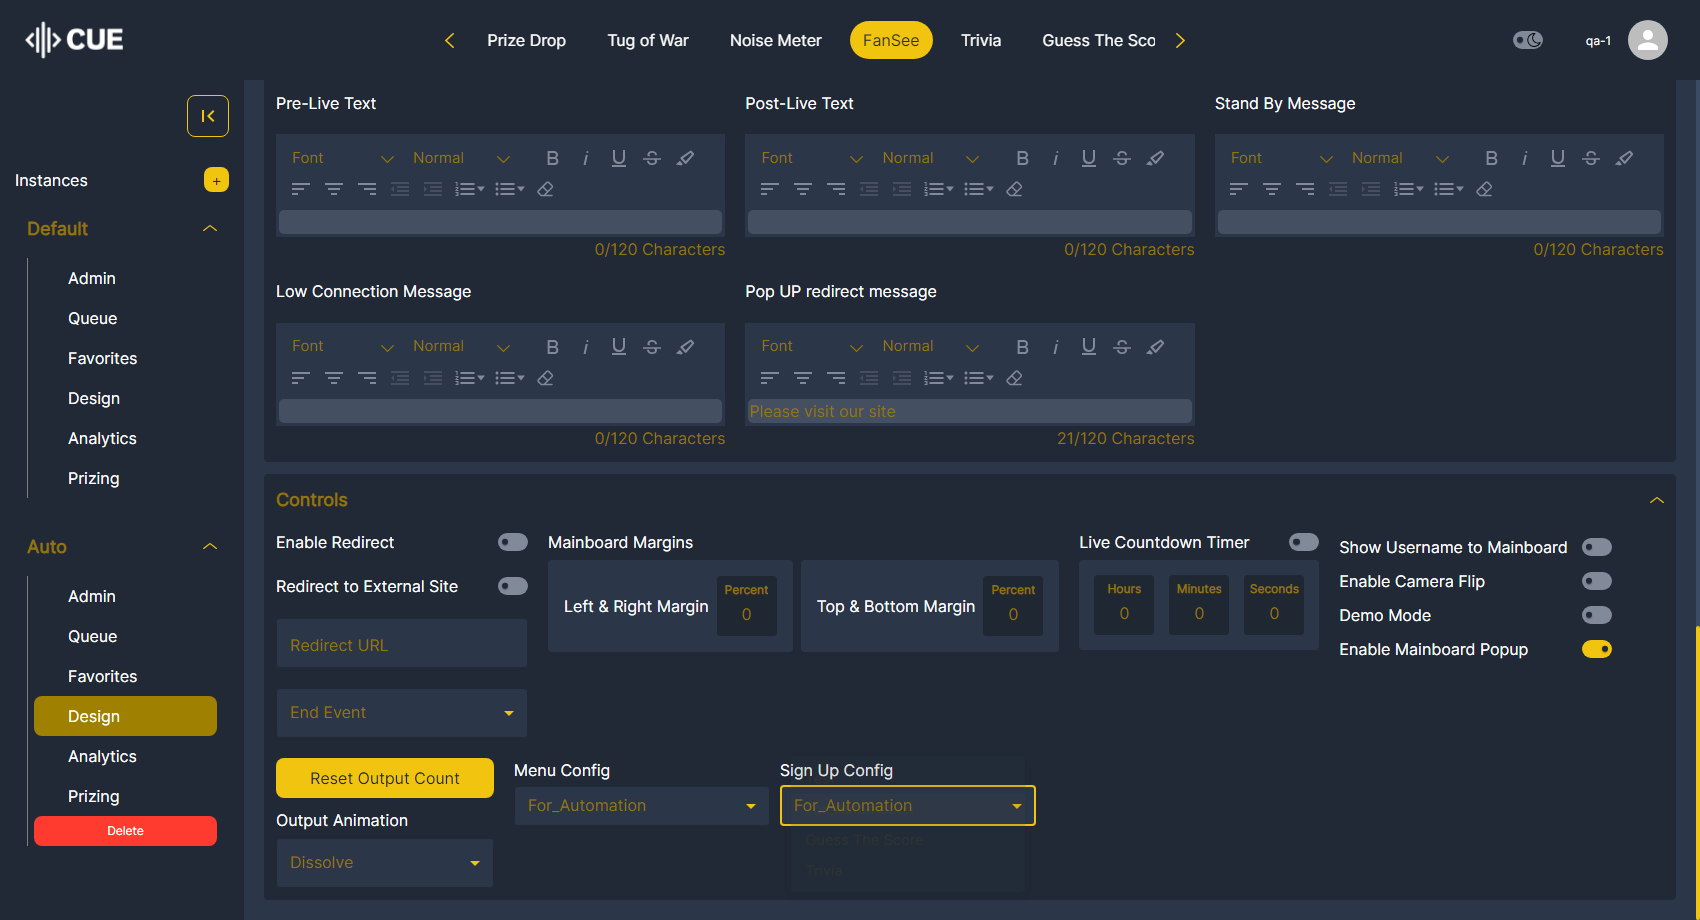 CUE
Prize Drop
Tug of War
Noise Meter
FanSee
Trivia
Guess The Sco
qa-1
Instances
+
Default
Admin
Queue
Favorites
Design
Analytics
Prizing
Auto
Admin
Queue
Favorites
Design
Analytics
Prizing
Delete
Pre-Live Text
Font Normal B i U S
0/120 Characters
Post-Live Text
Font Normal B i U S
0/120 Characters
Stand By Message
Font Normal B i U S
0/120 Characters
Low Connection Message
Font Normal B i U S
0/120 Characters
Pop UP redirect message
Font Normal B i U S
Please visit our site
21/120 Characters
Controls
Enable Redirect
Redirect to External Site
Redirect URL
End Event
Mainboard Margins
Left & Right Margin
Percent
0
Top & Bottom Margin
Percent
0
Live Countdown Timer
Hours
0
Minutes
0
Seconds
0
Show Username to Mainboard
Enable Camera Flip
Demo Mode
Enable Mainboard Popup
Reset Output Count
Output Animation
Dissolve
Menu Config
For_Automation
Sign Up Config
For_Automation
Guess The Score
Trivia